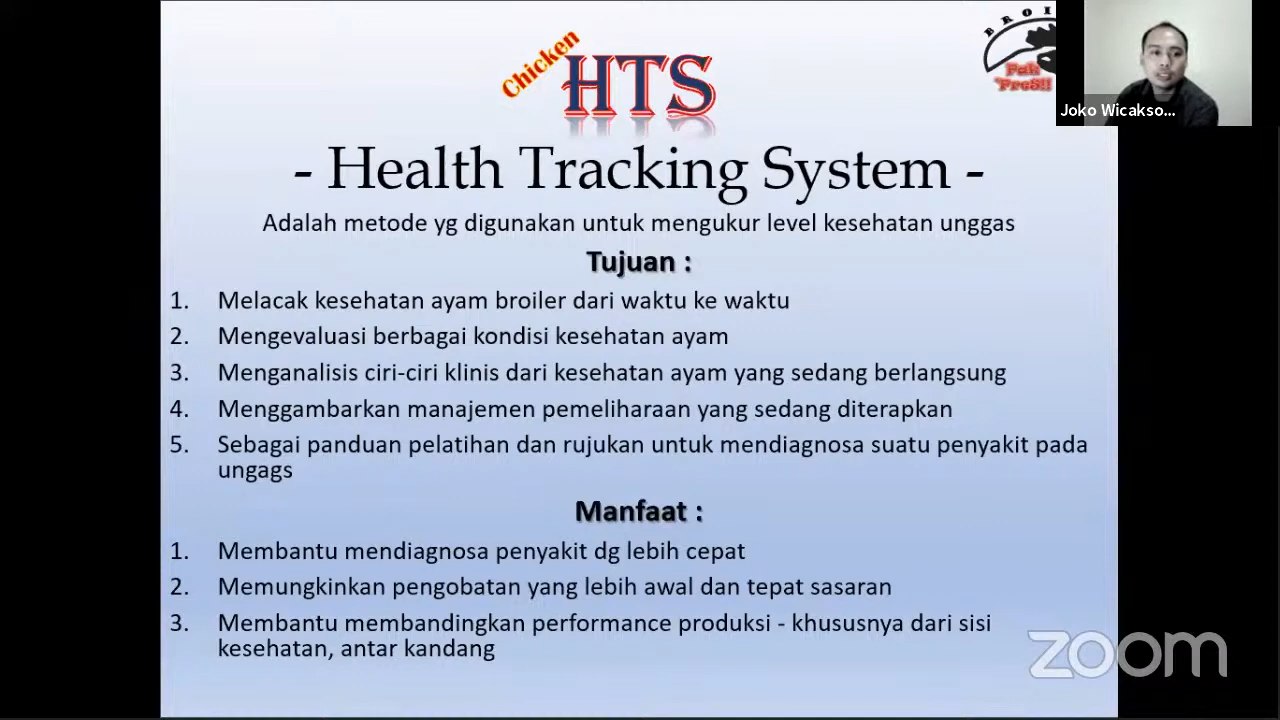 BROI
Chicken
HTS
Pak
Joko Wicakso...
- Health Tracking System -
Adalah metode yg digunakan untuk mengukur level kesehatan unggas
Tujuan :
1. Melacak kesehatan ayam broiler dari waktu ke waktu
2. Mengevaluasi berbagai kondisi kesehatan ayam
3. Menganalisis ciri-ciri klinis dari kesehatan ayam yang sedang berlangsung
4. Menggambarkan manajemen pemeliharaan yang sedang diterapkan
5. Sebagai panduan pelatihan dan rujukan untuk mendiagnosa suatu penyakit pada
ungags
Manfaat :
1. Membantu mendiagnosa penyakit dg lebih cepat
2. Memungkinkan pengobatan yang lebih awal dan tepat sasaran
3. Membantu membandingkan performance produksi - khususnya dari sisi
kesehatan, antar kandang
zoom